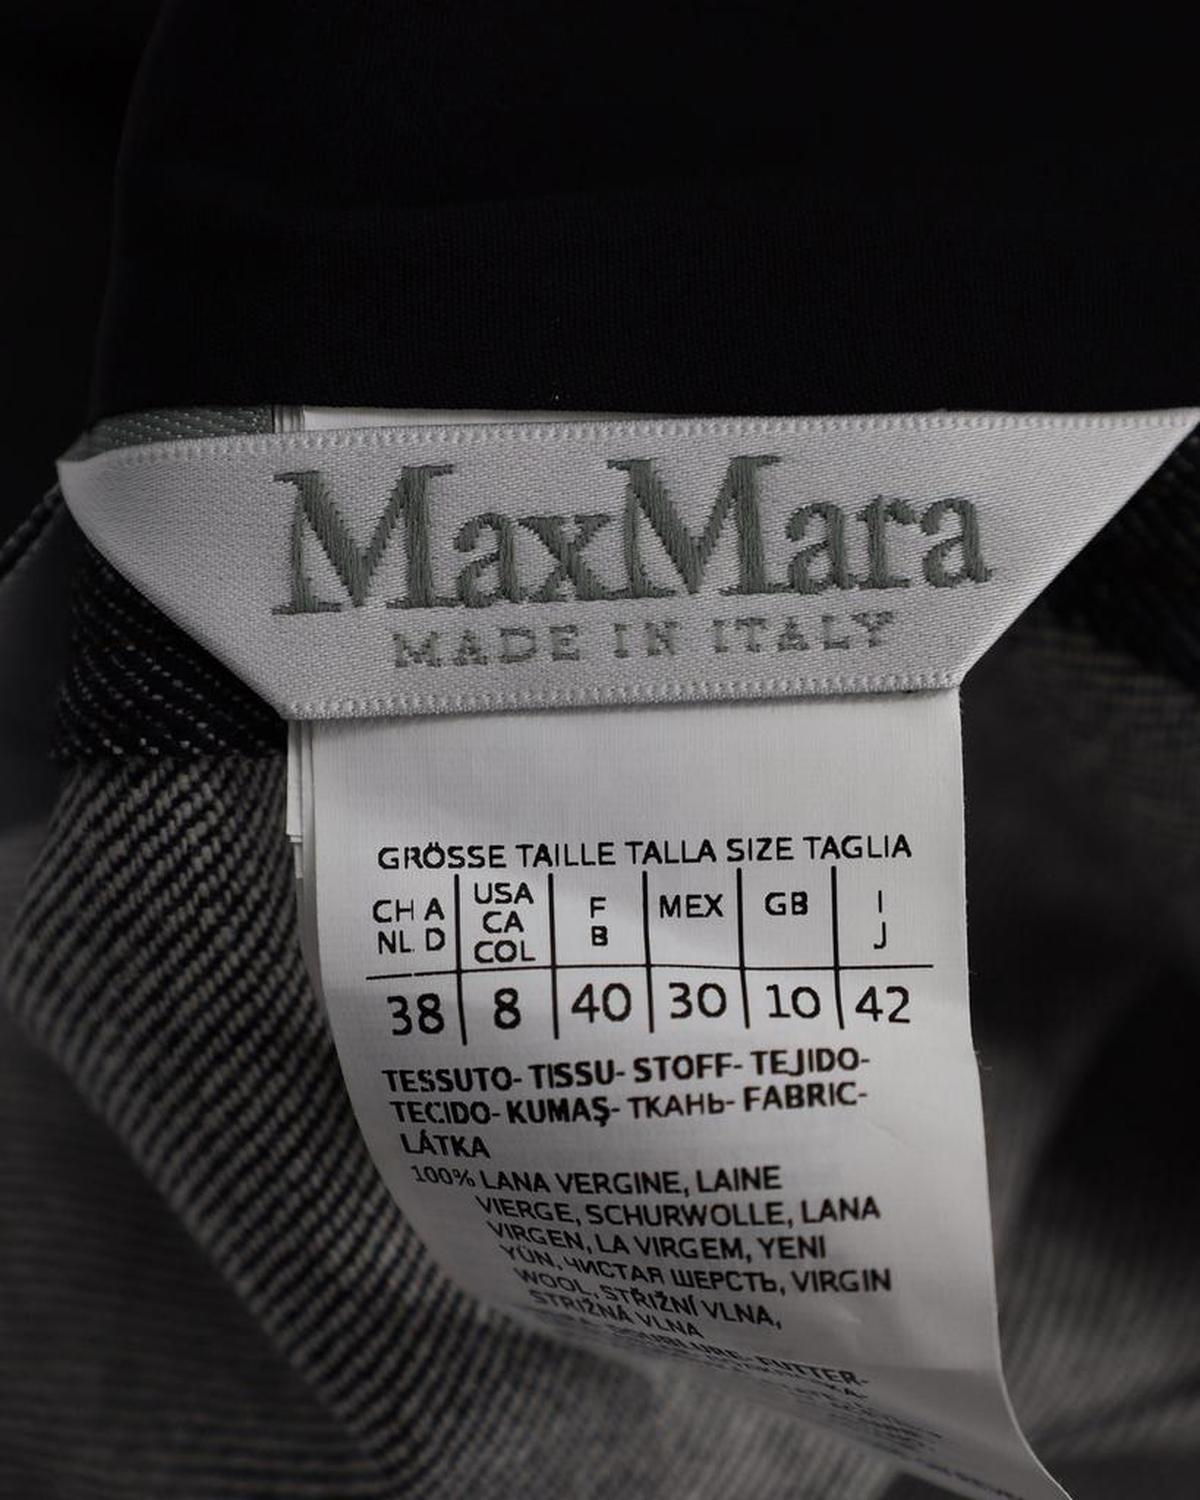 MaxMara
MADE IN ITALY
GRÖSSE TAILLE TALLA SIZE TAGLIA
CH A NL D USA CA COL F B MEX GB I J
38 8 40 30 10 42
TESSUTO- TISSU- STOFF- TEJIDO-
TECIDO- KUMAŞ- ТКАНЬ- FABRIC-
LÁTKA
100% LANA VERGINE, LAINE
VIERGE, SCHURWOLLE, LANA
VIRGEN, LA VIRGEM, YENI
YÜN, ЧИСТАЯ ШЕРСТЬ, VIRGIN
WOOL, STŘIŽNÍ VLNA,
STRIŽNÁ VLNA
DOUBLURE- FUTTER-